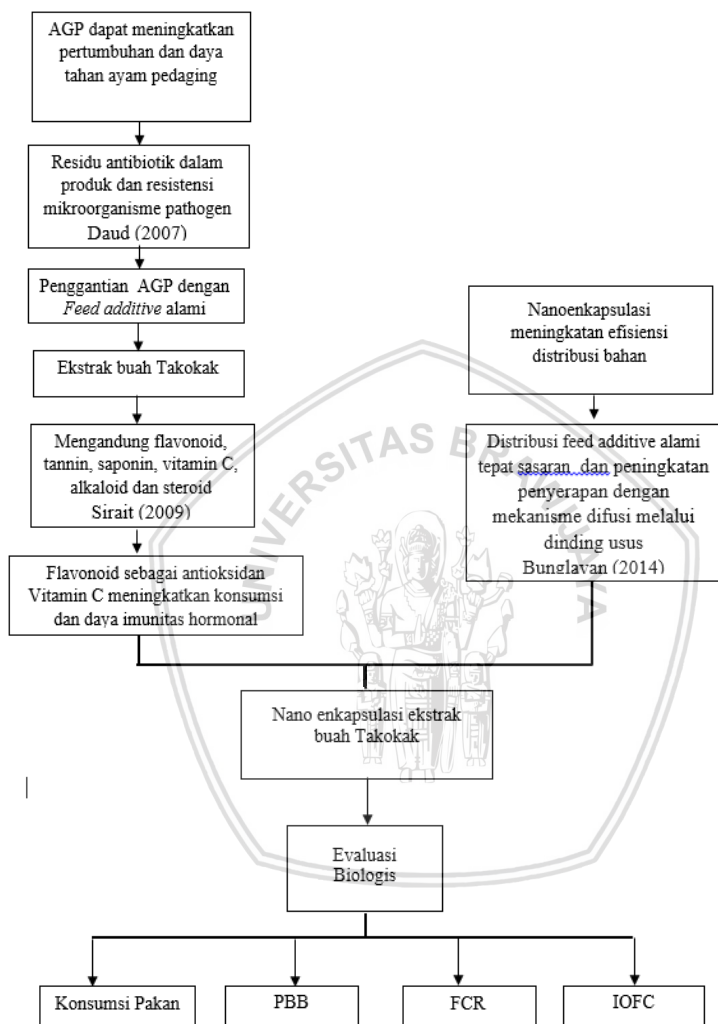 AGP dapat meningkatkan
pertumbuhan dan daya
tahan ayam pedaging
Residu antibiotik dalam
produk dan resistensi
mikroorganisme pathogen
Daud (2007)
Penggantian AGP dengan
Feed additive alami
Ekstrak buah Takokak
Mengandung flavonoid,
tannin, saponin, vitamin C,
alkaloid dan steroid
Sirait (2009)
Flavonoid sebagai antioksidan
Vitamin C meningkatkan konsumsi
dan daya imunitas hormonal
Nanoenkapsulasi
meningkatan efisiensi
distribusi bahan
Distribusi feed additive alami
tepat sasaran dan peningkatan
penyerapan dengan
mekanisme difusi melalui
dinding usus
Bunglavan (2014)
Nano enkapsulasi ekstrak
buah Takokak
Evaluasi
Biologis
Konsumsi Pakan
PBB
FCR
IOFC
UNIVERSITAS BRAWIJAYA